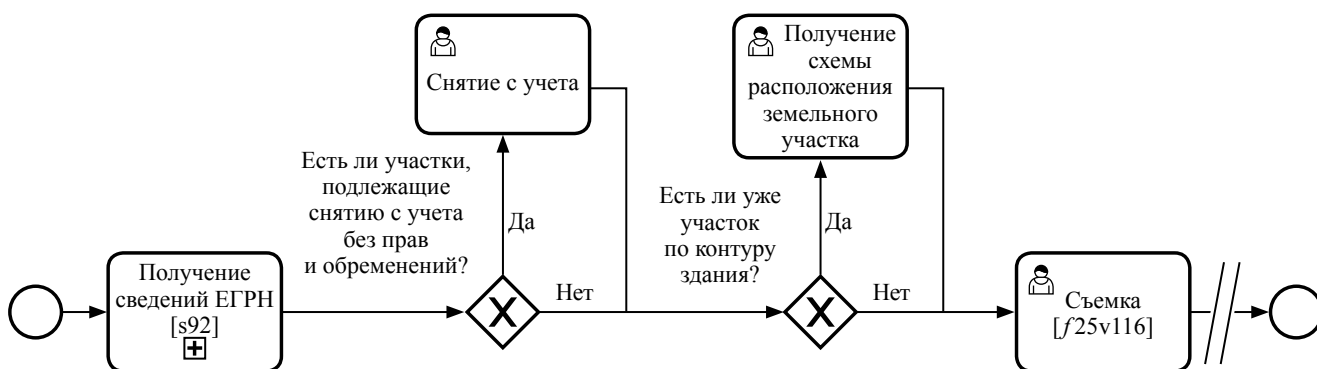 Снятие с учета
Получение
схемы
расположения
земельного
участка
Есть ли участки,
подлежащие
снятию с учета
без прав
и обременений?
Да
Есть ли уже
участок
по контуру
здания?
Да
Получение
сведений ЕГРН
[s92]
Нет
Нет
Съемка
[f25v116]